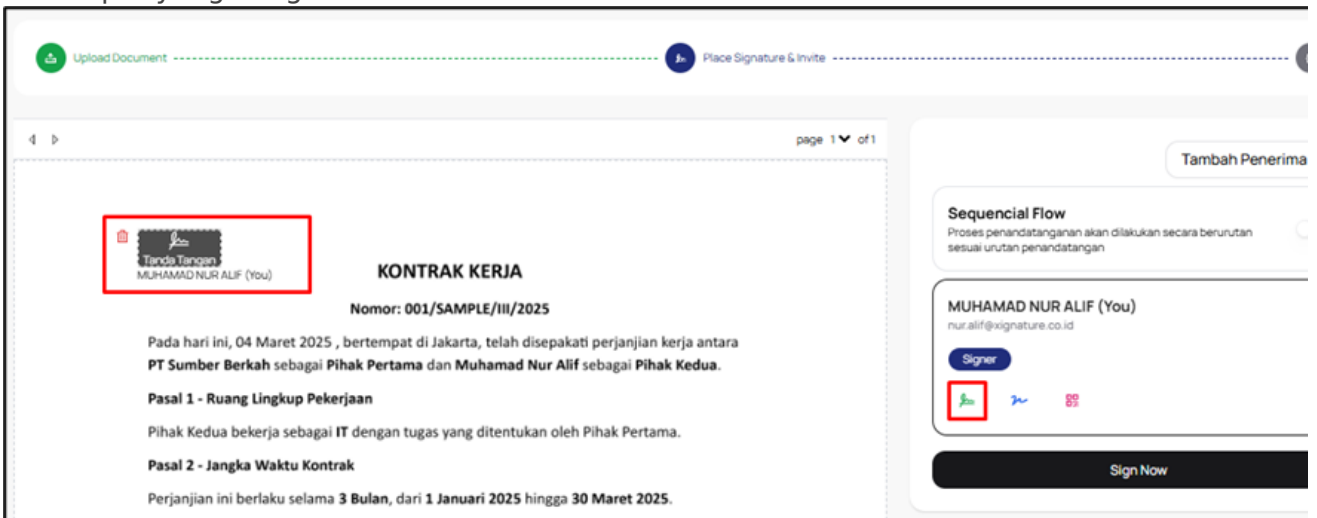 Upload Document
Place Signature & Invite
page 1 of 1
Tambah Penerima
Sequencial Flow
Proses penandatanganan akan dilakukan secara berurutan
sesuai urutan penandatangan
Tanda Tangan
MUHAMAD NUR ALIF (You)
KONTRAK KERJA
Nomor: 001/SAMPLE/III/2025
Pada hari ini, 04 Maret 2025 , bertempat di Jakarta, telah disepakati perjanjian kerja antara
PT Sumber Berkah sebagai Pihak Pertama dan Muhamad Nur Alif sebagai Pihak Kedua.
Pasal 1 - Ruang Lingkup Pekerjaan
Pihak Kedua bekerja sebagai IT dengan tugas yang ditentukan oleh Pihak Pertama.
Pasal 2 - Jangka Waktu Kontrak
Perjanjian ini berlaku selama 3 Bulan, dari 1 Januari 2025 hingga 30 Maret 2025.
MUHAMAD NUR ALIF (You)
nur.alif@xignature.co.id
Signer
Sign Now